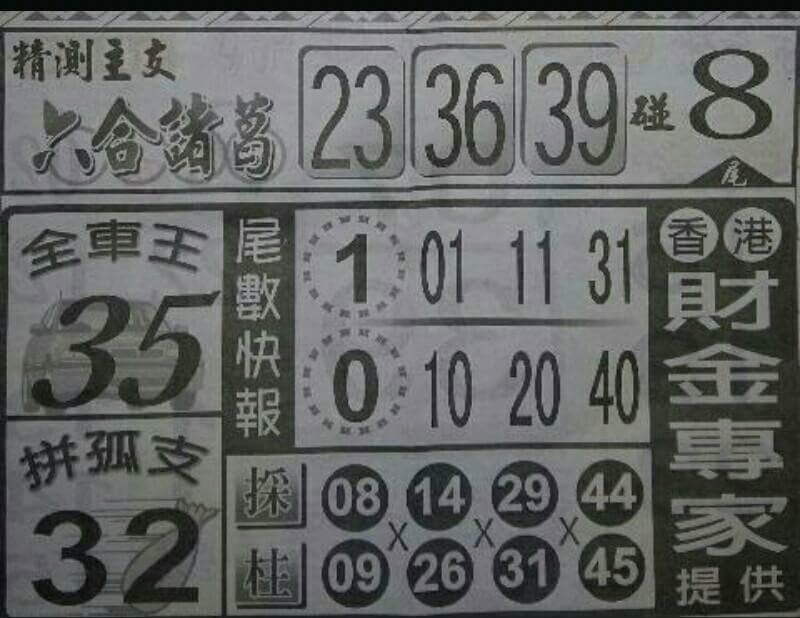 精測主支
六合諸葛 23 36 39 碰 8尾
全車王
35
拼孤支
32
尾數快報
1 01 11 31
0 10 20 40
採 08 14 29 44
× × ×
柱 09 26 31 45
香港
財金專家
提供